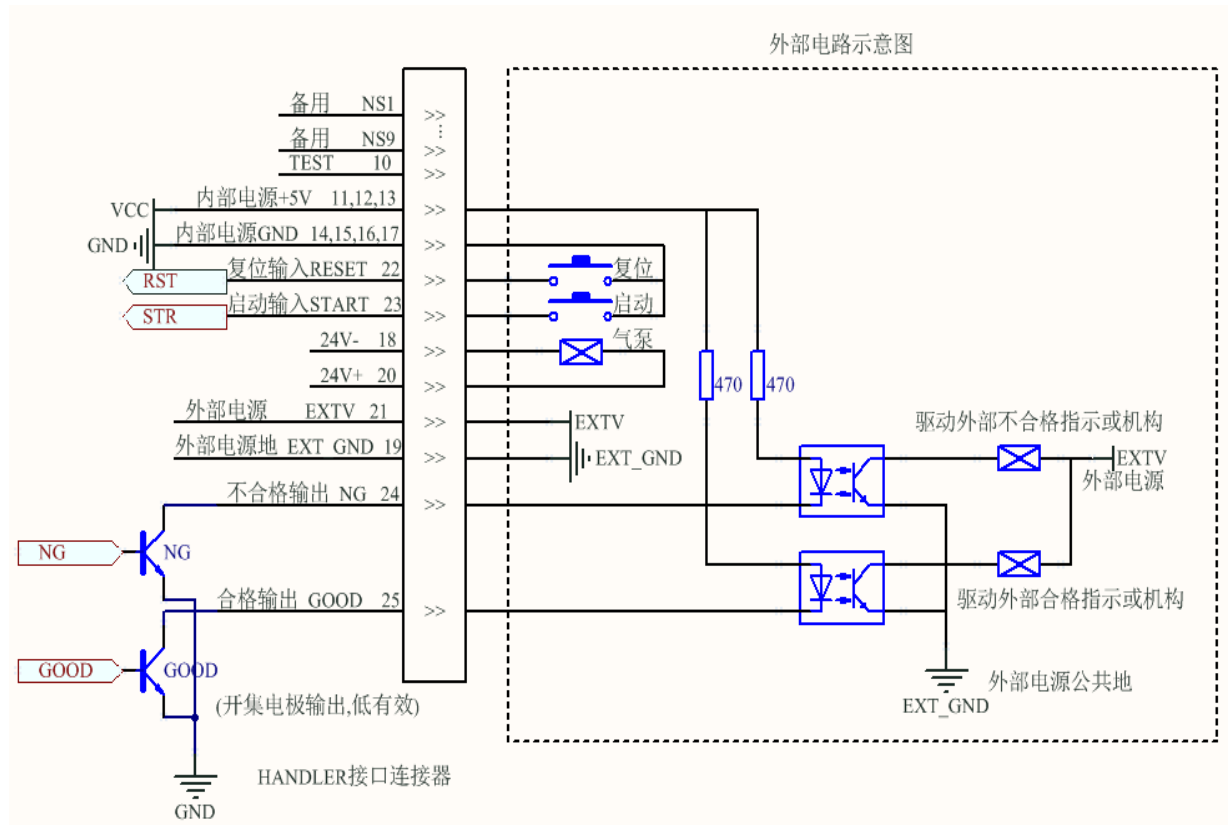 外部电路示意图
备用 NS1
>>
备用 NS9
>>
TEST 10
>>
内部电源+5V 11,12,13
VCC
>>
内部电源GND 14,15,16,17
GND
>>
复位输入RESET 22
RST
>>
复位
启动输入START 23
STR
>>
启动
24V- 18
>>
气泵
24V+ 20
>>
470
470
外部电源 EXTV 21
>>
EXTV
外部电源地 EXT GND 19
>>
EXT_GND
驱动外部不合格指示或机构
EXTV
外部电源
不合格输出 NG 24
>>
NG
NG
合格输出 GOOD 25
>>
驱动外部合格指示或机构
GOOD
GOOD
(开集电极输出,低有效)
外部电源公共地
EXT_GND
HANDLER接口连接器
GND